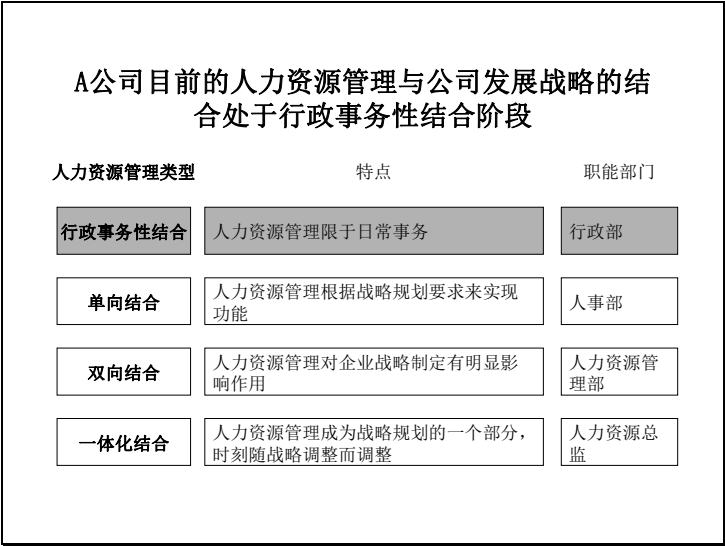 A公司目前的人力资源管理与公司发展战略的结
合处于行政事务性结合阶段
人力资源管理类型 特点 职能部门
行政事务性结合 人力资源管理限于日常事务 行政部
单向结合 人力资源管理根据战略规划要求来实现
功能 人事部
双向结合 人力资源管理对企业战略制定有明显影
响作用 人力资源管
理部
一体化结合 人力资源管理成为战略规划的一个部分，
时刻随战略调整而调整 人力资源总
监